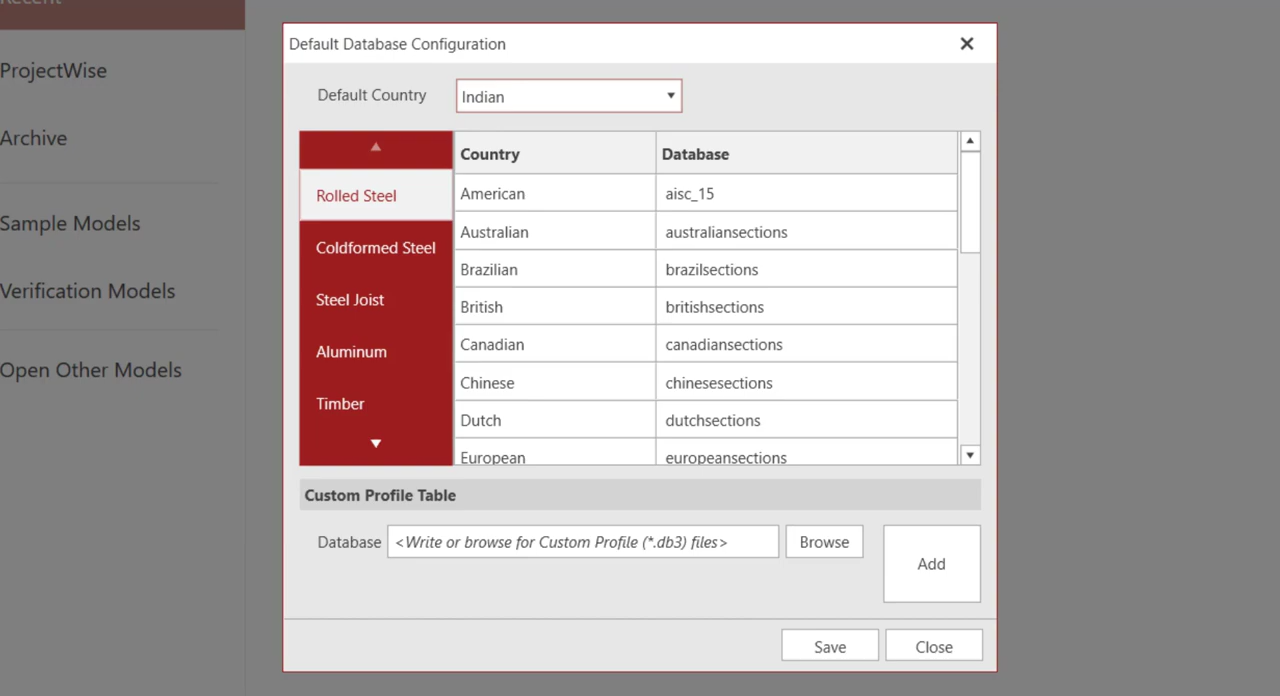 Recent
ProjectWise
Archive
Sample Models
Verification Models
Open Other Models
Default Database Configuration
Default Country Indian
Rolled Steel
Coldformed Steel
Steel Joist
Aluminum
Timber
Country Database
American aisc_15
Australian australiansections
Brazilian brazilsections
British britishsections
Canadian canadiansections
Chinese chinesesections
Dutch dutchsections
European europeansections
Custom Profile Table
Database <Write or browse for Custom Profile (*.db3) files> Browse
Add
Save Close